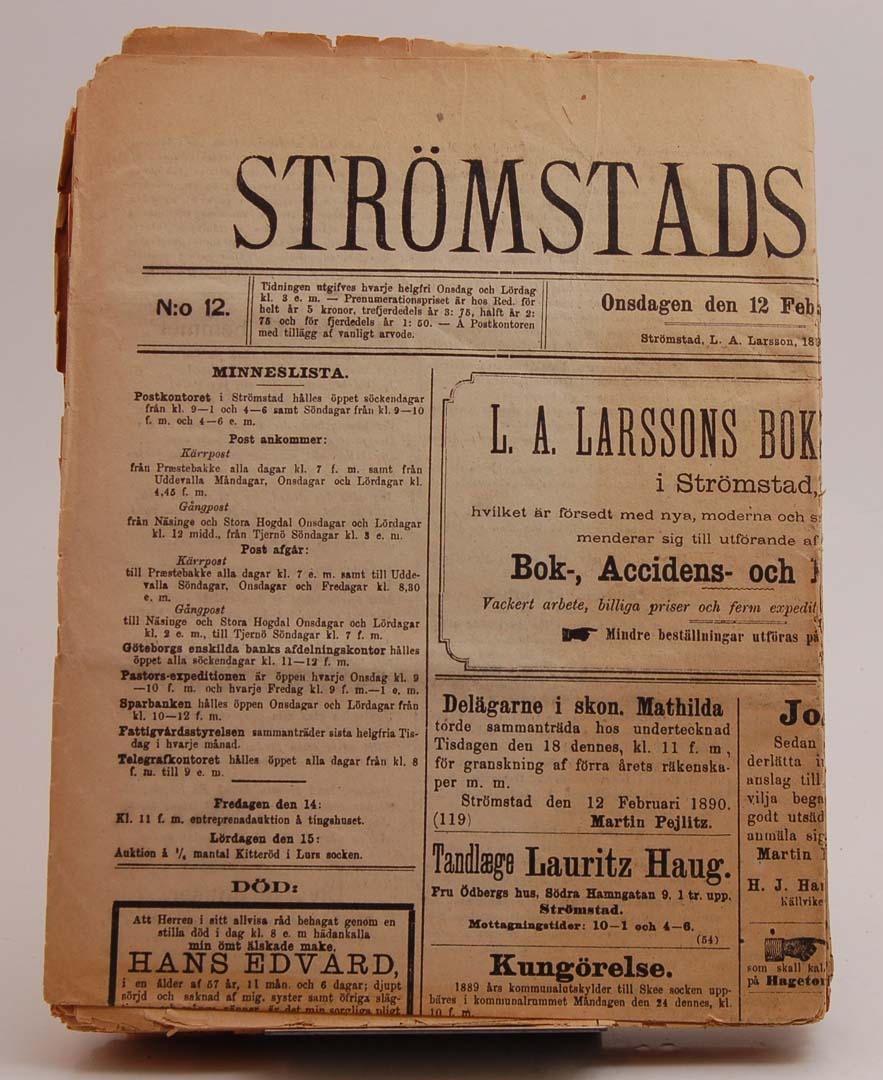 STRÖMSTADS
N:o 12.
Tidningen utgifves hvarje helgfri Onsdag och Lördag
kl. 3 e. m. — Prenumerationspriset är hos Red. för
helt år 5 kronor, trefjerdedels år 3: 75, hälft år 2:
75 och för fjerdedels år 1: 50. — Å Postkontoren
med tillägg af vanligt arvode.
Onsdagen den 12 Feb
Strömstad, L. A. Larsson, 189
MINNESLISTA.
Postkontoret i Strömstad hålles öppet söckendagar
från kl. 9—1 och 4—6 samt Söndagar från kl. 9—10
f. m. och 4—6 e. m.
Post ankommer:
Kärrpost
från Præstebakke alla dagar kl. 7 f. m. samt från
Uddevalla Måndagar, Onsdagar och Lördagar kl.
4,45 f. m.
Gångpost
från Näsinge och Stora Hogdal Onsdagar och Lördagar
kl. 12 midd., från Tjernö Söndagar kl. 3 e. m.
Post afgår:
Kärrpost
till Præstebakke alla dagar kl. 7 e. m. samt till Udde-
valla Söndagar, Onsdagar och Fredagar kl. 8,30
e. m.
Gångpost
till Näsinge och Stora Hogdal Onsdagar och Lördagar
kl. 2 e. m., till Tjernö Söndagar kl. 7 f. m.
Göteborgs enskilda banks afdelningskontor hålles
öppet alla söckendagar kl. 11—12 f. m.
Pastors-expeditionen är öppen hvarje Onsdag kl. 9
—10 f. m. och hvarje Fredag kl. 9 f. m.—1 e. m.
Sparbanken hålles öppen Onsdagar och Lördagar från
kl. 10—12 f. m.
Fattigvårdsstyrelsen sammanträder sista helgfria Tis-
dag i hvarje månad.
Telegrafkontoret hålles öppet alla dagar från kl. 8
f. m. till 9 e. m.
Fredagen den 14:
Kl. 11 f. m. entreprenadauktion å tingshuset.
Lördagen den 15:
Auktion å ¼ mantal Kitteröd i Lurs socken.
DÖD:
Att Herren i sitt allvisa råd behagat genom en
stilla död i dag kl. 8 e. m hädankalla
min ömt älskade make,
HANS EDVARD,
i en ålder af 57 år, 11 mån. och 6 dagar; djupt
sörjd och saknad af mig, syster samt öfriga släg-
är det min sorgliga pligt
L. A. LARSSONS BOK
i Strömstad,
hvilket är försedt med nya, moderna och s
menderar sig till utförande af
Bok-, Accidens- och
Vackert arbete, billiga priser och ferm expedit
Mindre beställningar utföras på
Delägarne i skon. Mathilda
torde sammanträda hos undertecknad
Tisdagen den 18 dennes, kl. 11 f. m,
för granskning af förra årets räkenska-
per m. m.
Strömstad den 12 Februari 1890.
(119) Martin Pejlitz.
Tandlæge Lauritz Haug.
Fru Ödbergs hus, Södra Hamngatan 9, 1 tr. upp,
Strömstad.
Mottagningstider: 10—1 och 4—6.
(54)
Kungörelse.
1889 års kommunalutskylder till Skee socken upp-
bäres i kommunalrummet Måndagen den 24 dennes, kl.
10 f. m.
Jo
Sedan
derlätta i
anslag till
vilja begn
godt utsäd
anmäla sig
Martin
H. J. Ha
Källvike
som skall kal
på Hagetor